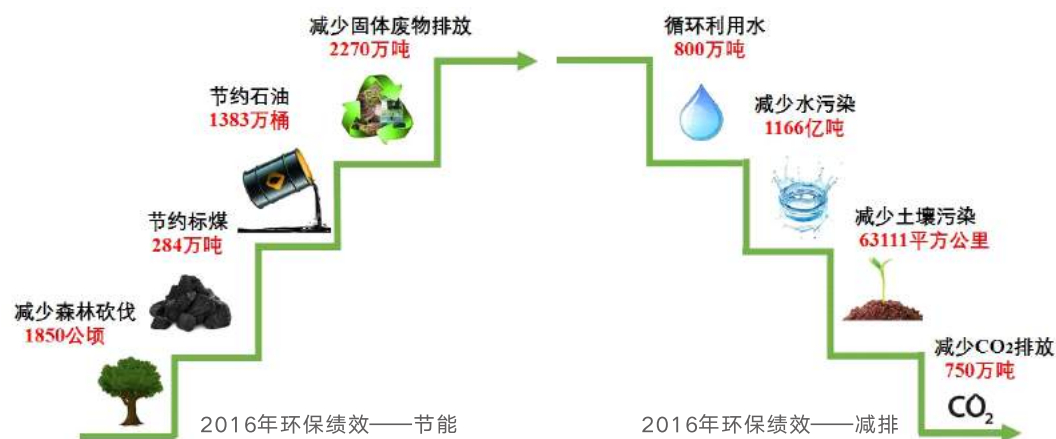 减少固体废物排放
2270万吨
节约石油
1383万桶
节约标煤
284万吨
减少森林砍伐
1850公顷
2016年环保绩效——节能
循环利用水
800万吨
减少水污染
1166亿吨
减少土壤污染
63111平方公里
减少CO₂排放
750万吨
CO₂
2016年环保绩效——减排